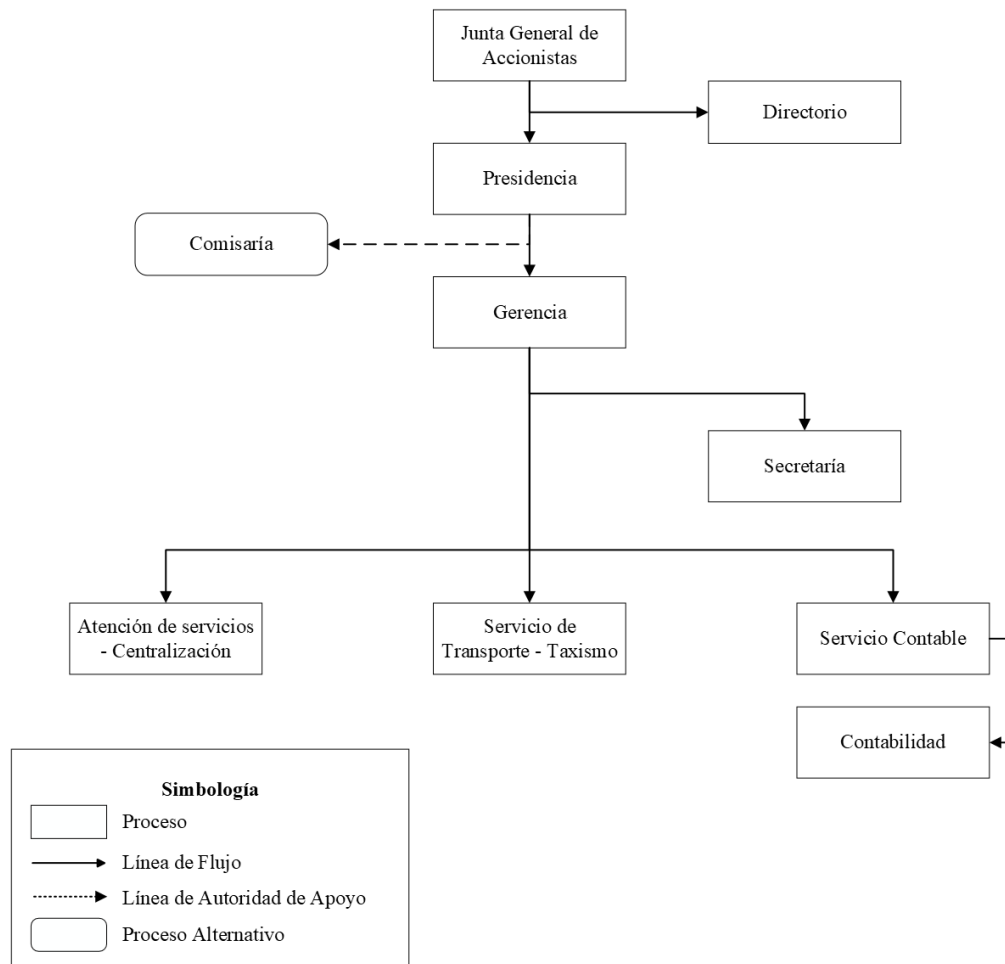 Junta General de
Accionistas
Directorio
Presidencia
Comisaría
Gerencia
Secretaría
Atención de servicios
- Centralización
Servicio de
Transporte - Taxismo
Servicio Contable
Contabilidad
Simbología
Proceso
Línea de Flujo
Línea de Autoridad de Apoyo
Proceso Alternativo